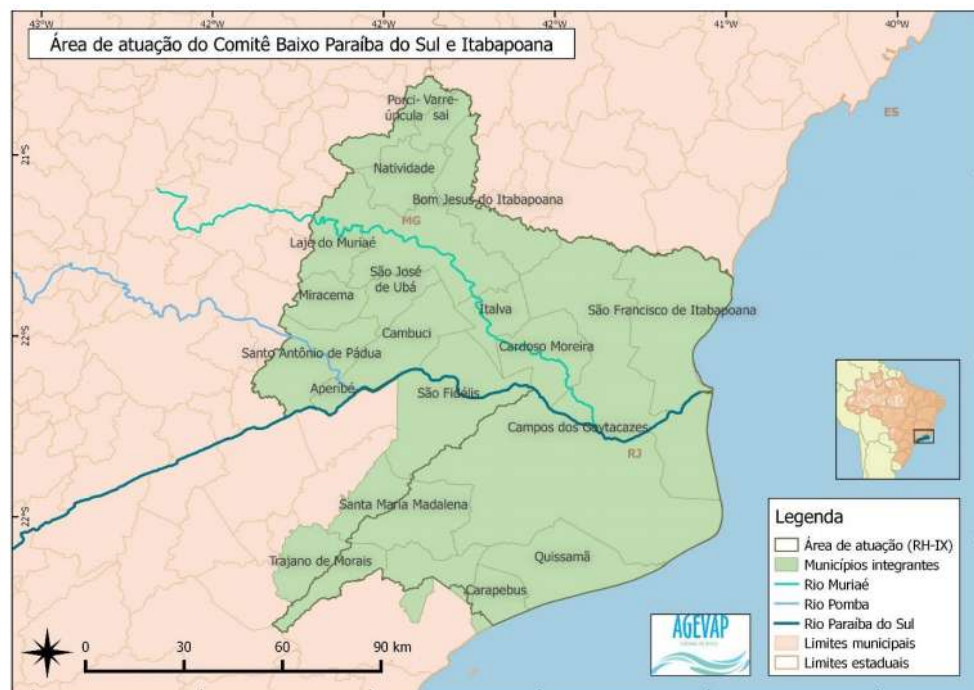 43°W
42°W
42°W
41°W
42°W
40°W
Área de atuação do Comitê Baixo Paraíba do Sul e Itabapoana
ES
Porci-
úncula
Varre-
sai
21°S
Natividade
Bom Jesus do Itabapoana
MG
Laje do Muriaé
São José
de Ubá
Miracema
Italva
São Francisco de Itabapoana
22°S
Cambuci
Cardoso Moreira
Santo Antônio de Pádua
Aperibé
São Fidélis
Campos dos Goytacazes
RJ
Santa Maria Madalena
22°S
Trajano de Morais
Quissamã
Carapebus
Legenda
Área de atuação (RH-IX)
Municípios integrantes
Rio Muriaé
Rio Pomba
Rio Paraíba do Sul
Limites municipais
Limites estaduais
AGEVAP
0 30 60 90 km